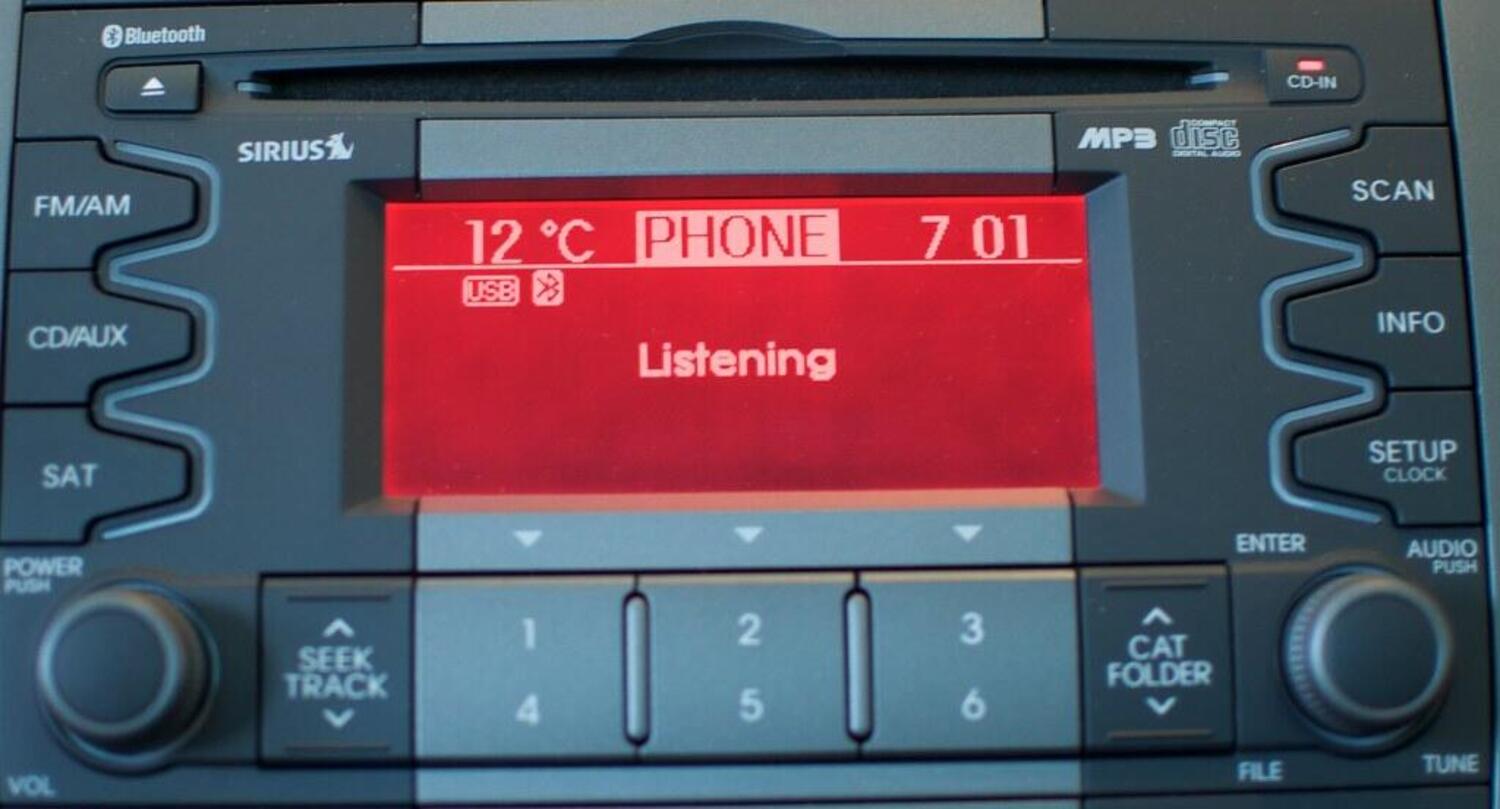 Bluetooth
CD-IN
SIRIUS
MP3
COMPACT
disc
DIGITAL AUDIO
FM/AM
SCAN
12 °C PHONE 7 01
USB
CD/AUX
INFO
Listening
SAT
SETUP
CLOCK
POWER
PUSH
ENTER
AUDIO
PUSH
SEEK
TRACK
1 2 3
4 5 6
CAT
FOLDER
VOL
FILE
TUNE